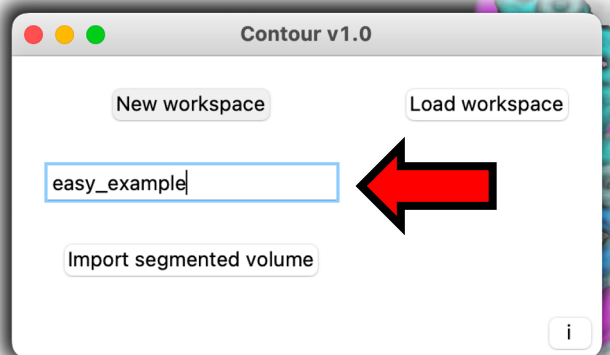 Contour v1.0
New workspace
Load workspace
easy_example
Import segmented volume
i